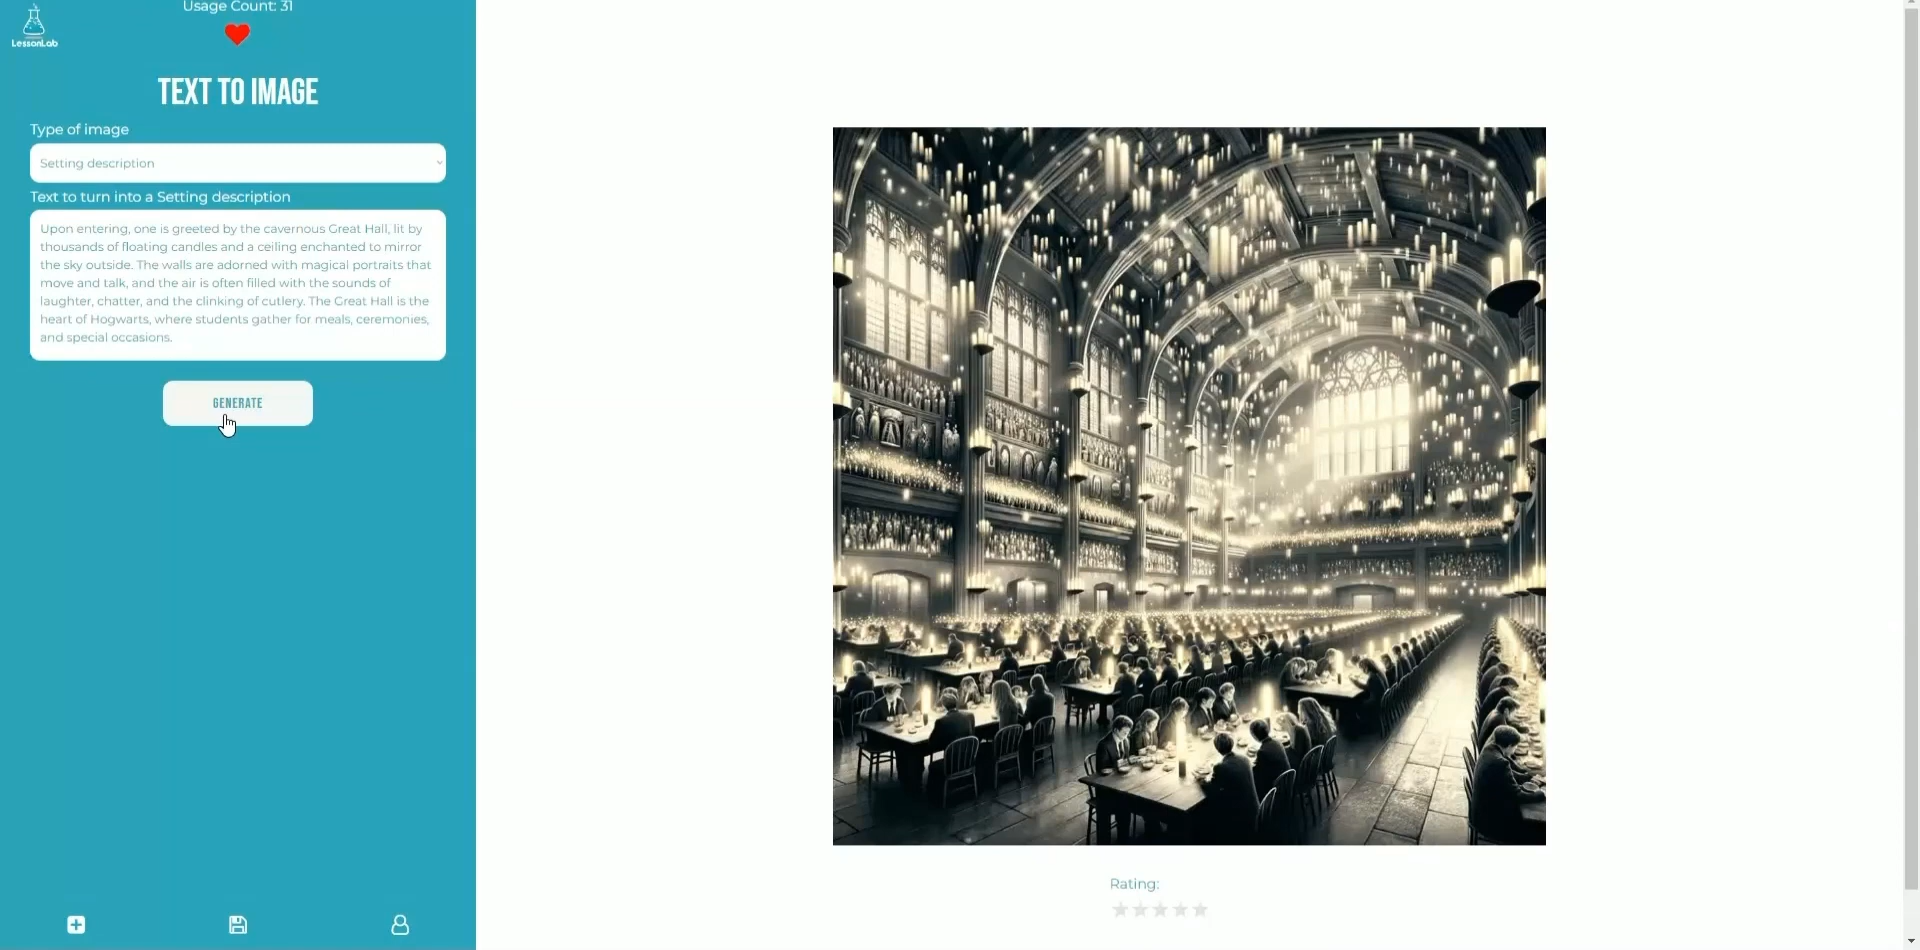 Usage Count: 31
LessonLab
TEXT TO IMAGE
Type of image
Setting description
Text to turn into a Setting description
Upon entering, one is greeted by the cavernous Great Hall, lit by
thousands of floating candles and a ceiling enchanted to mirror
the sky outside. The walls are adorned with magical portraits that
move and talk, and the air is often filled with the sounds of
laughter, chatter, and the clinking of cutlery. The Great Hall is the
heart of Hogwarts, where students gather for meals, ceremonies,
and special occasions.
GENERATE
Rating: